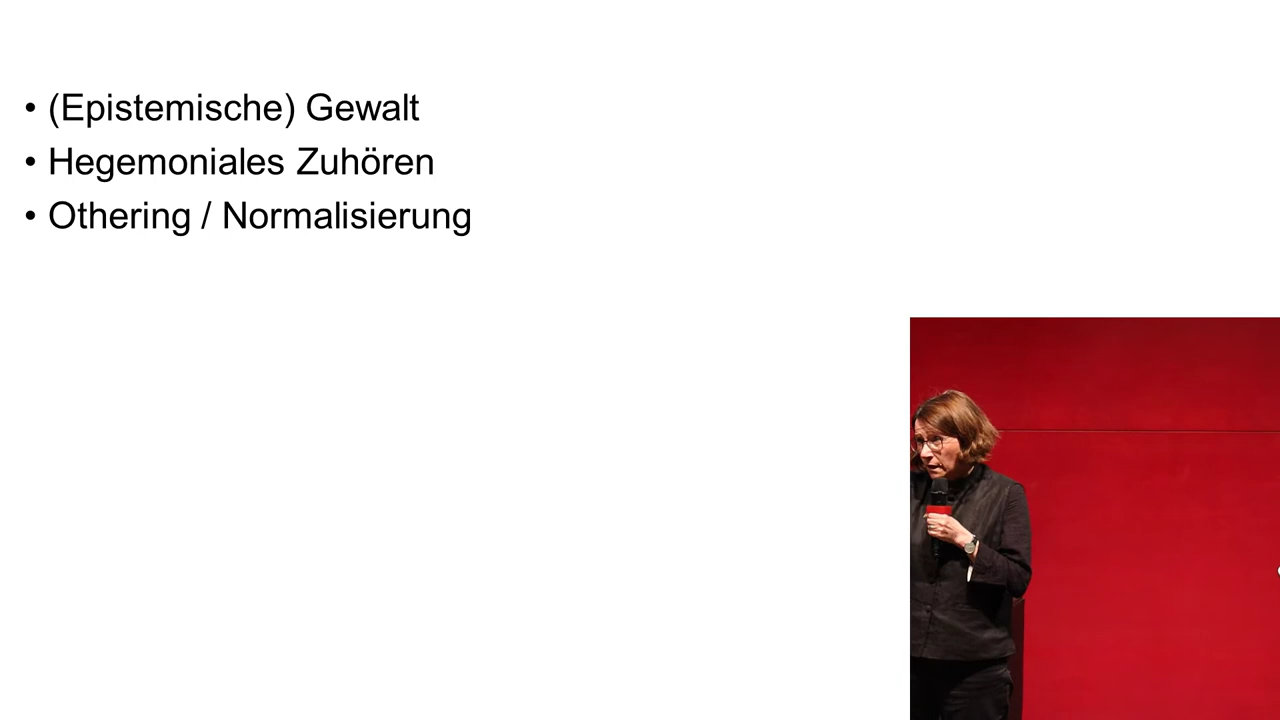 • (Epistemische) Gewalt
• Hegemoniales Zuhören
• Othering / Normalisierung